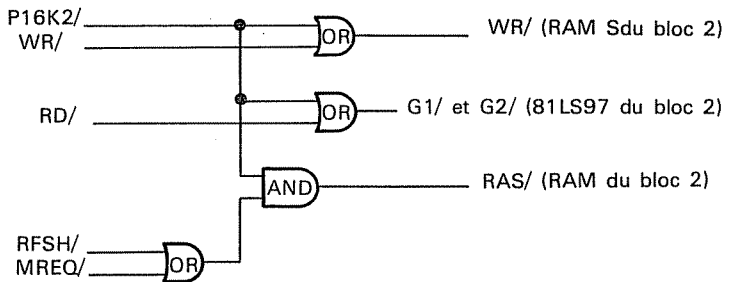 P16K2/
WR/
OR
WR/ (RAM Sdu bloc 2)
RD/
OR
G1/ et G2/ (81LS97 du bloc 2)
AND
RAS/ (RAM du bloc 2)
RFSH/
MREQ/
OR